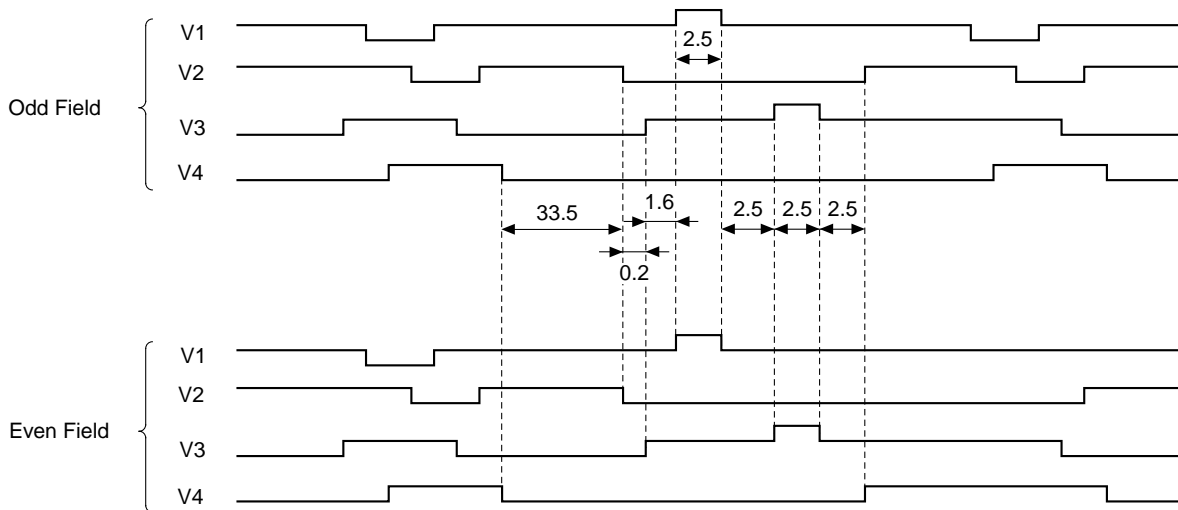 V1
2.5
V2
Odd Field
V3
V4
33.5
1.6
2.5 2.5 2.5
0.2
V1
V2
Even Field
V3
V4